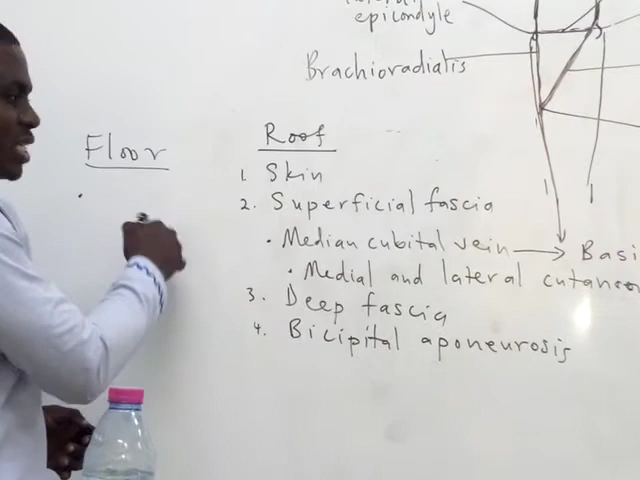 epicondyle
Brachioradialis
Floor
Roof
1. Skin
2. Superficial fascia
• Median cubital vein → Basi
• Medial and lateral cutaneo
3. Deep fascia
4. Bicipital aponeurosis